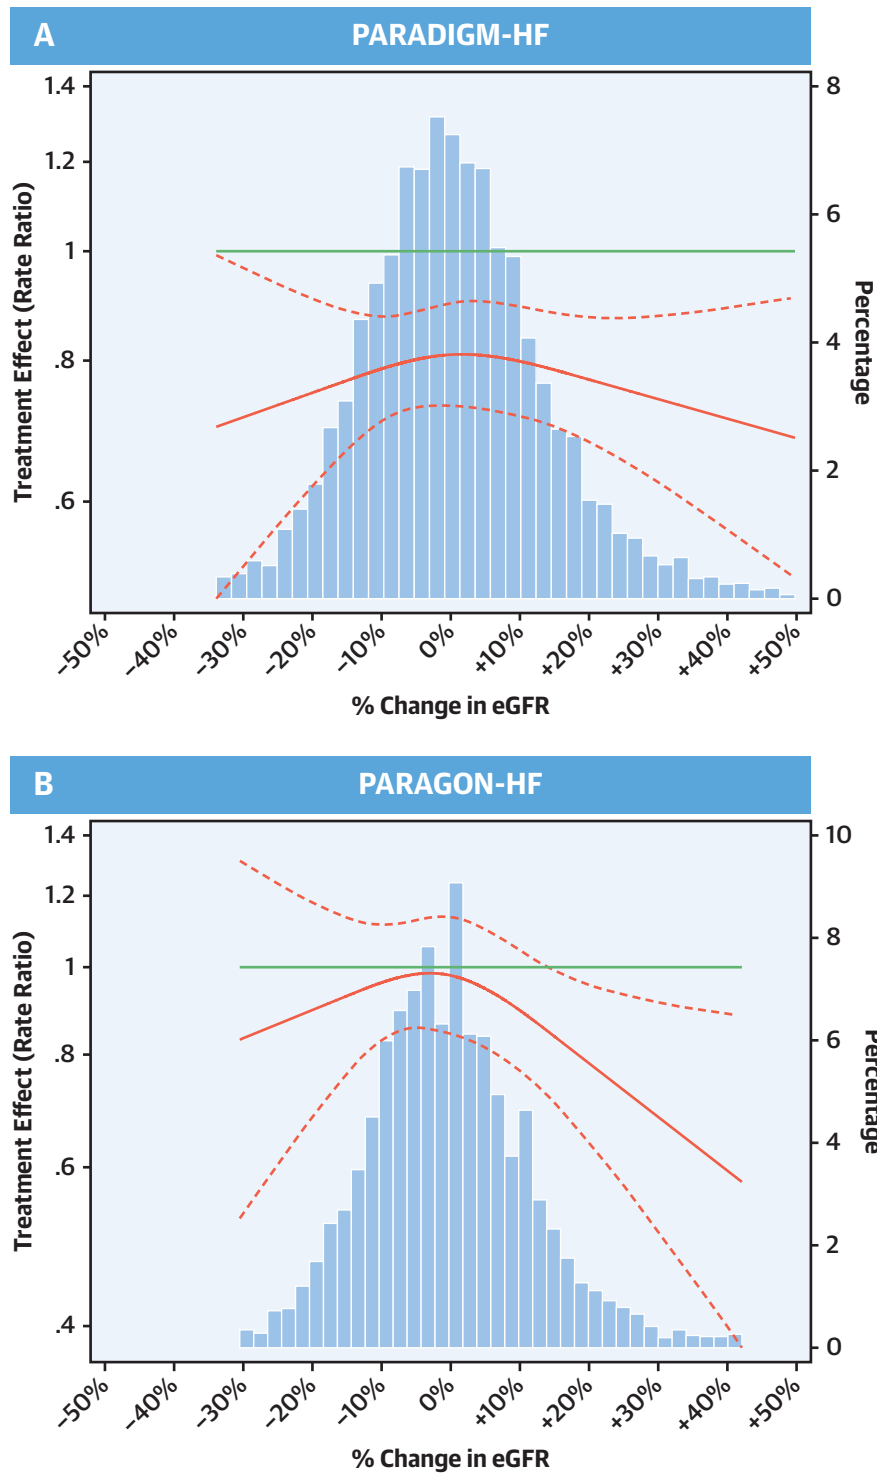 A PARADIGM-HF
1.4
1.2
1
.8
.6
Treatment Effect (Rate Ratio)
8
6
4
2
0
Percentage
−50% −40% −30% −20% −10% 0% +10% +20% +30% +40% +50%
% Change in eGFR
B PARAGON-HF
1.4
1.2
1
.8
.6
.4
Treatment Effect (Rate Ratio)
10
8
6
4
2
0
Percentage
−50% −40% −30% −20% −10% 0% +10% +20% +30% +40% +50%
% Change in eGFR